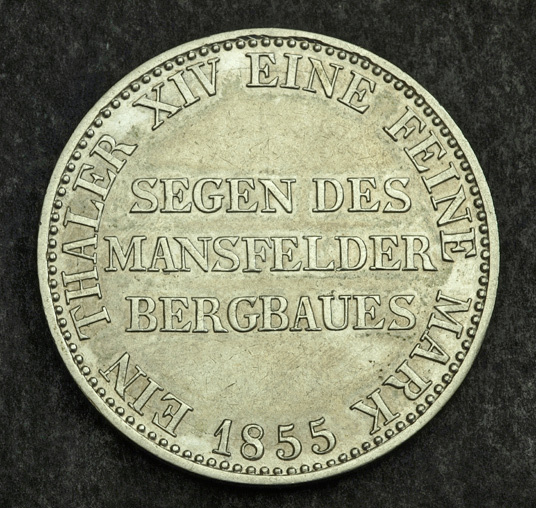 EIN THALER XIV EINE FEINE MARK
SEGEN DES
MANSFELDER
BERGBAUES
1855